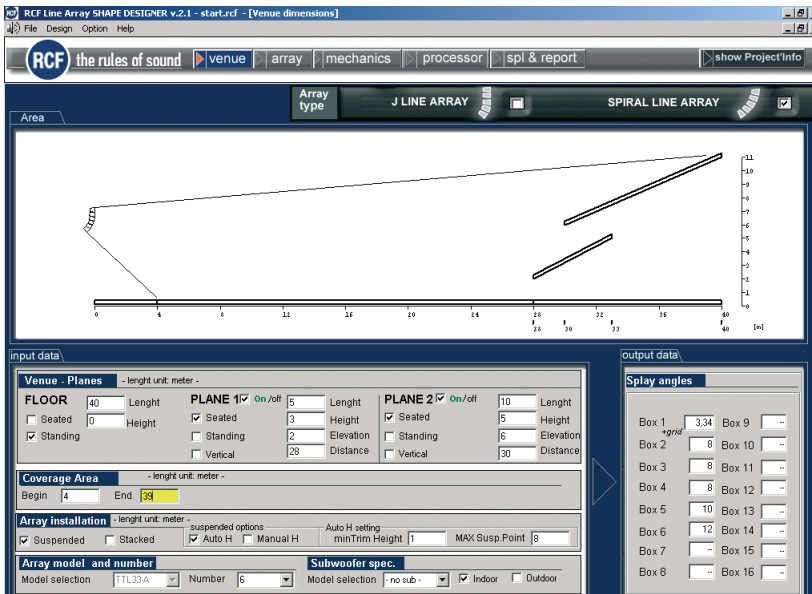 RCF Line Array SHAPE DESIGNER v.2.1 - start.rcf - [Venue dimensions]
File Design Option Help
RCF the rules of sound venue array mechanics processor spl & report show Project'Info
Array type J LINE ARRAY SPIRAL LINE ARRAY
Area
11
10
9
8
7
6
5
4
3
2
1
0
0 4 8 12 16 20 24 28 32 36 40
28 30 33 40 [m]
input data
Venue - Planes - lenght unit: meter -
FLOOR 40 Lenght PLANE 1 On/off 5 Lenght PLANE 2 On/off 10 Lenght
Seated 0 Height Seated 3 Height Seated 5 Height
Standing Standing 2 Elevation Standing 6 Elevation
Vertical 28 Distance Vertical 30 Distance
Coverage Area - lenght unit: meter -
Begin 4 End 39
Array installation - lenght unit: meter -
suspended options Auto H setting
Suspended Stacked Auto H Manual H minTrim Height 1 MAX Susp.Point 8
Array model and number Subwoofer spec.
Model selection TTL33-A Number 6 Model selection - no sub - Indoor Outdoor
output data
Splay angles
Box 1 3,34 Box 9 --
+grid
Box 2 8 Box 10 --
Box 3 8 Box 11 --
Box 4 8 Box 12 --
Box 5 10 Box 13 --
Box 6 12 Box 14 --
Box 7 -- Box 15 --
Box 8 -- Box 16 --